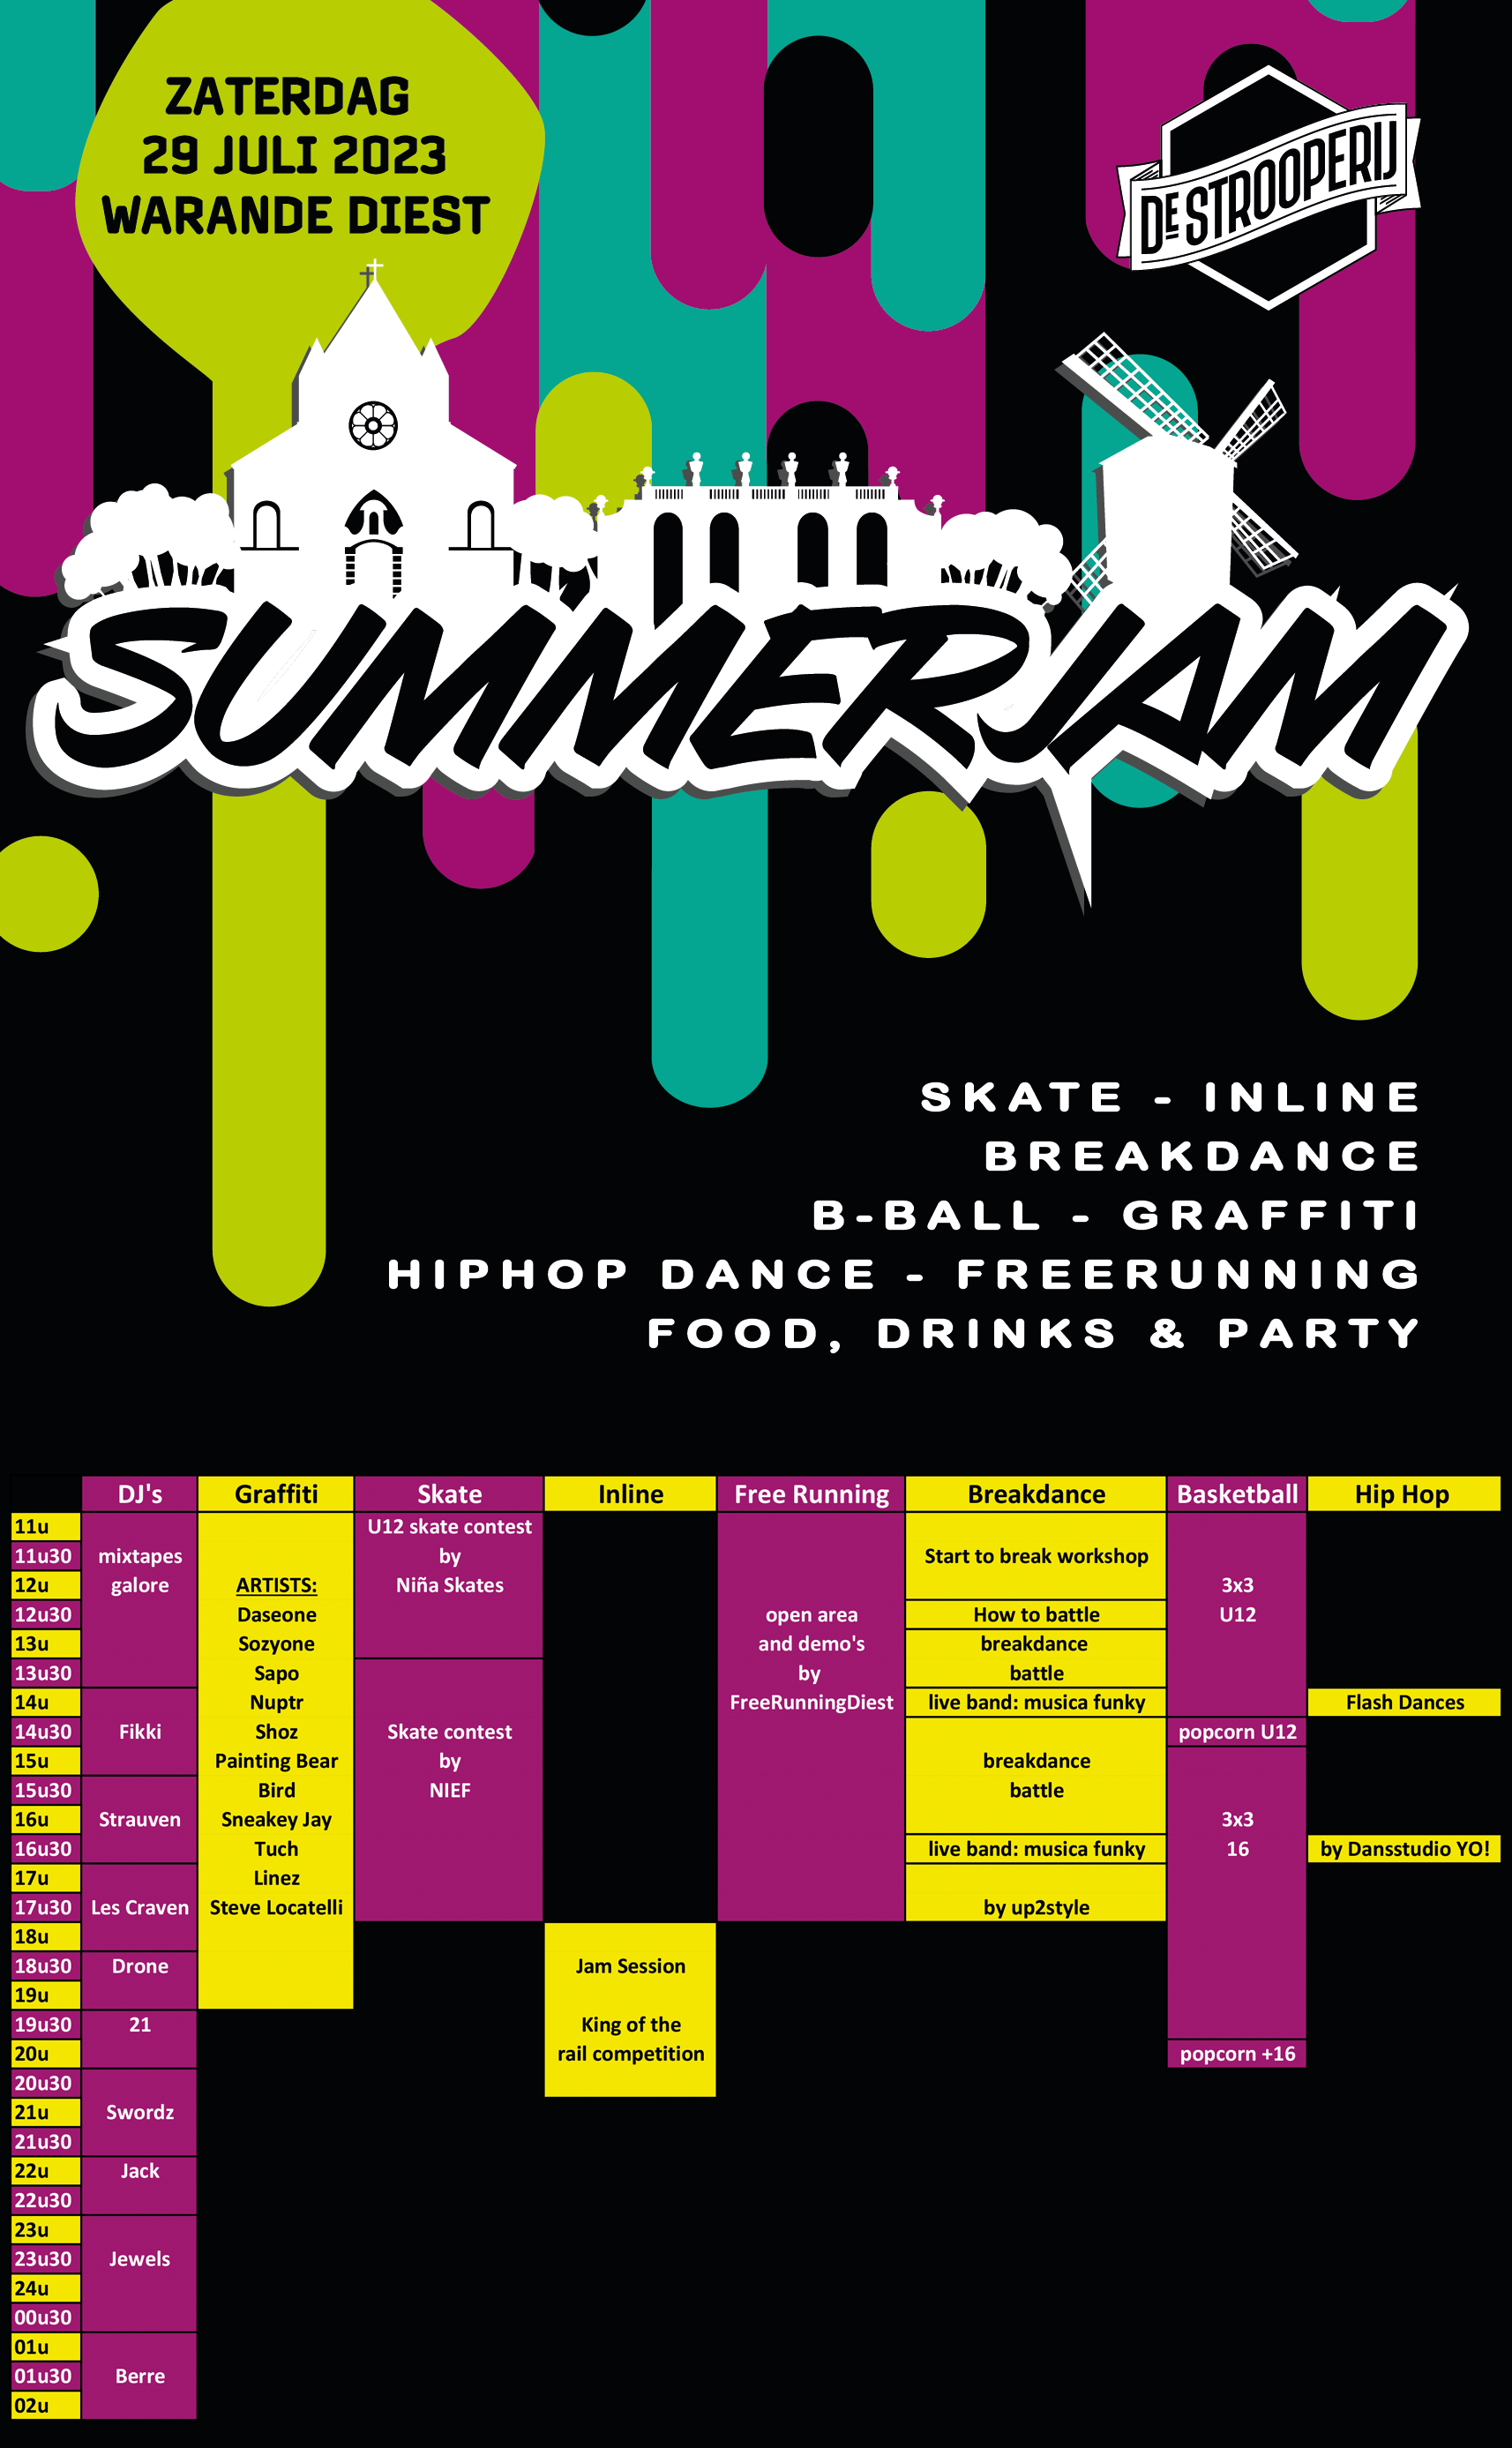 ZATERDAG
29 JULI 2023
WARANDE DIEST
DE STROOPERIJ
SUMMERJAM
SKATE - INLINE
BREAKDANCE
B-BALL - GRAFFITI
HIPHOP DANCE - FREERUNNING
FOOD, DRINKS & PARTY
DJ's Graffiti Skate Inline Free Running Breakdance Basketball Hip Hop
11u U12 skate contest
11u30 mixtapes by Start to break workshop
12u galore ARTISTS: Niña Skates 3x3
12u30 Daseone open area How to battle U12
13u Sozyone and demo's breakdance
13u30 Sapo by battle
14u Nuptr FreeRunningDiest live band: musica funky Flash Dances
14u30 Fikki Shoz Skate contest popcorn U12
15u Painting Bear by breakdance
15u30 Bird NIEF battle
16u Strauven Sneakey Jay 3x3
16u30 Tuch live band: musica funky 16 by Dansstudio YO!
17u Linez
17u30 Les Craven Steve Locatelli by up2style
18u
18u30 Drone Jam Session
19u
19u30 21 King of the
20u rail competition popcorn +16
20u30
21u Swordz
21u30
22u Jack
22u30
23u
23u30 Jewels
24u
00u30
01u
01u30 Berre
02u